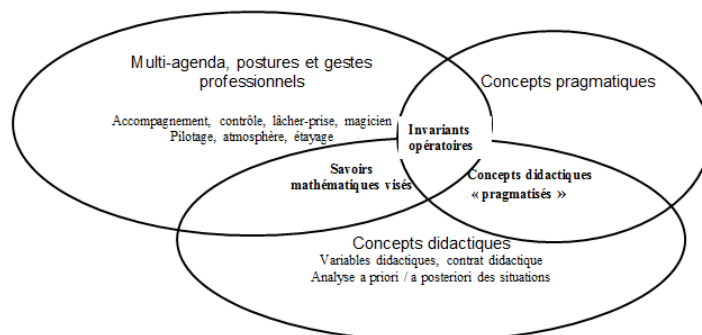 Multi-agenda, postures et gestes
professionnels
Concepts pragmatiques
Accompagnement, contrôle, lâcher-prise, magicien
Pilotage, atmosphère, étayage
Invariants
opératoires
Savoirs
mathématiques visés
Concepts didactiques
« pragmatisés »
Concepts didactiques
Variables didactiques, contrat didactique
Analyse a priori / a posteriori des situations